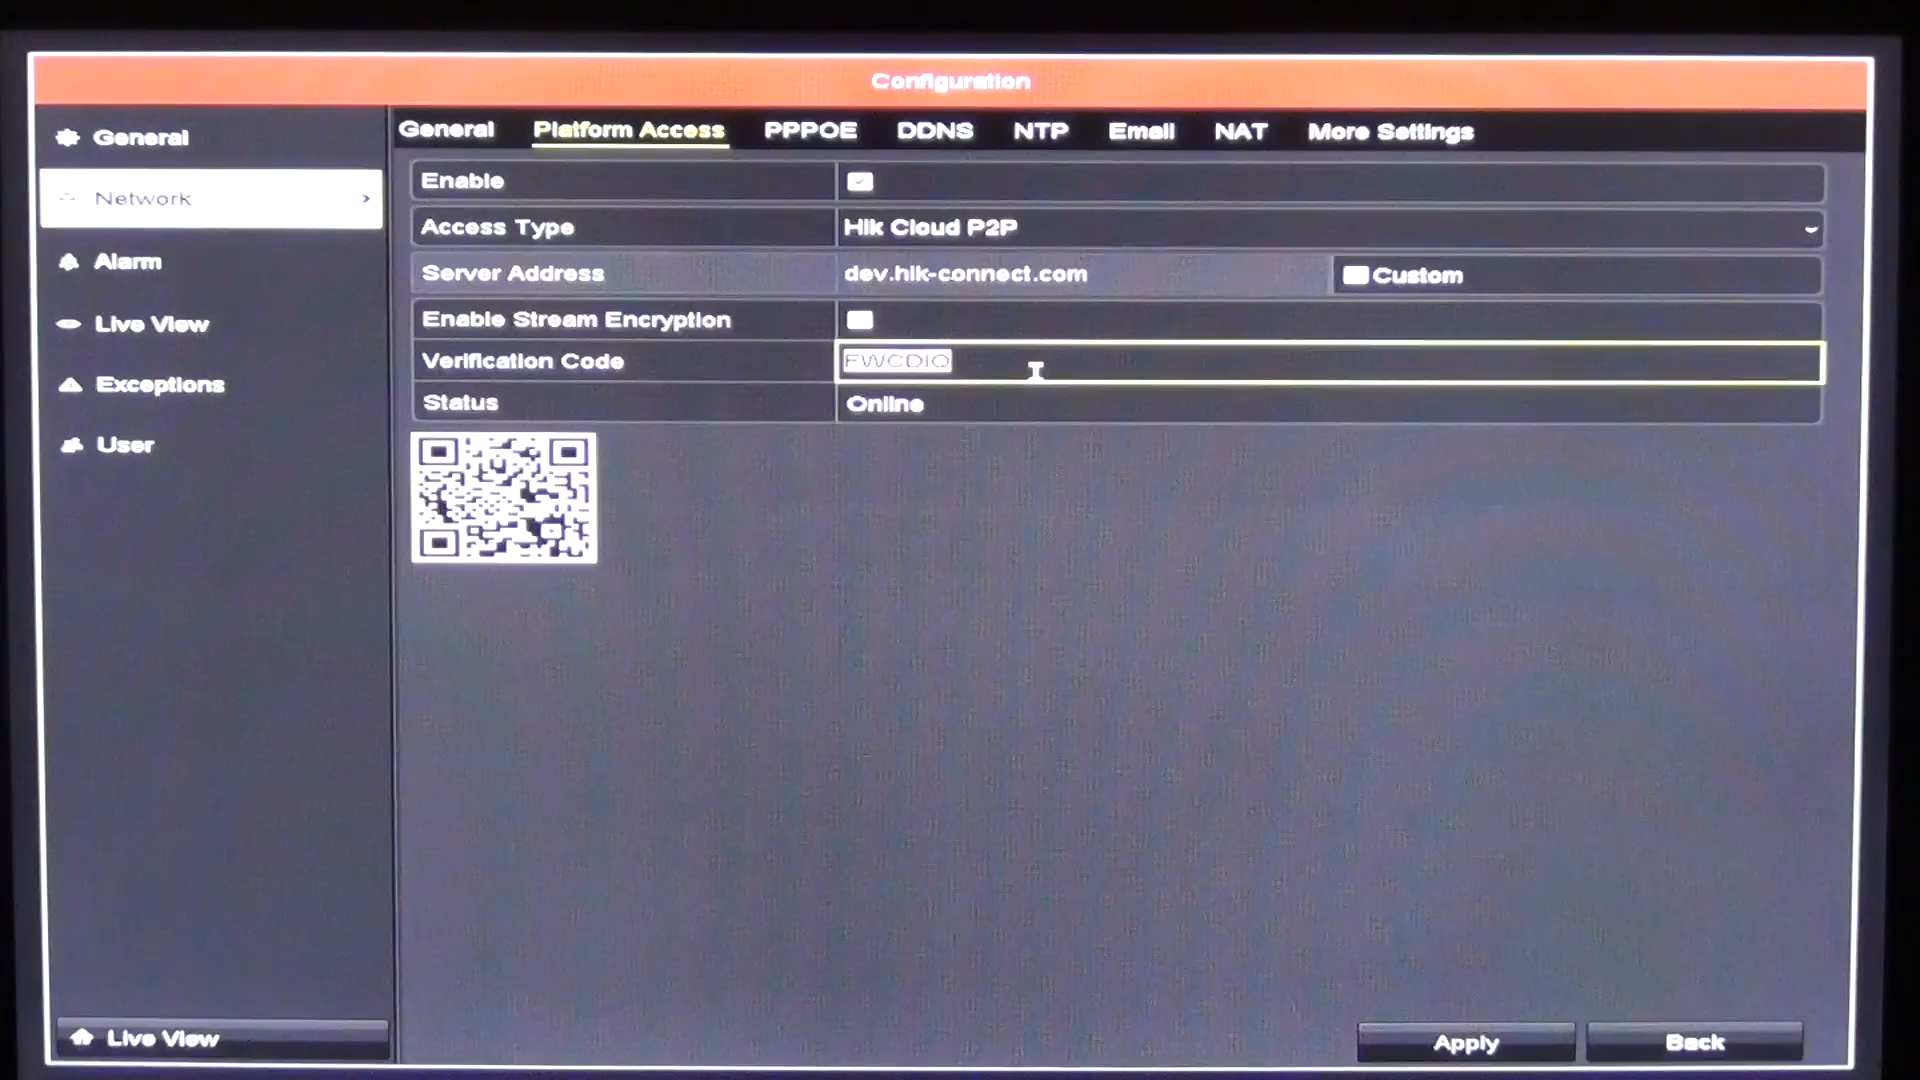 Configuration
General
Network
Alarm
Live View
Exceptions
User
Live View
General Platform Access PPPOE DDNS NTP Email NAT More Settings
Enable
Access Type Hik Cloud P2P
Server Address dev.hik-connect.com Custom
Enable Stream Encryption
Verification Code FWCDIQ
Status Online
Apply Back